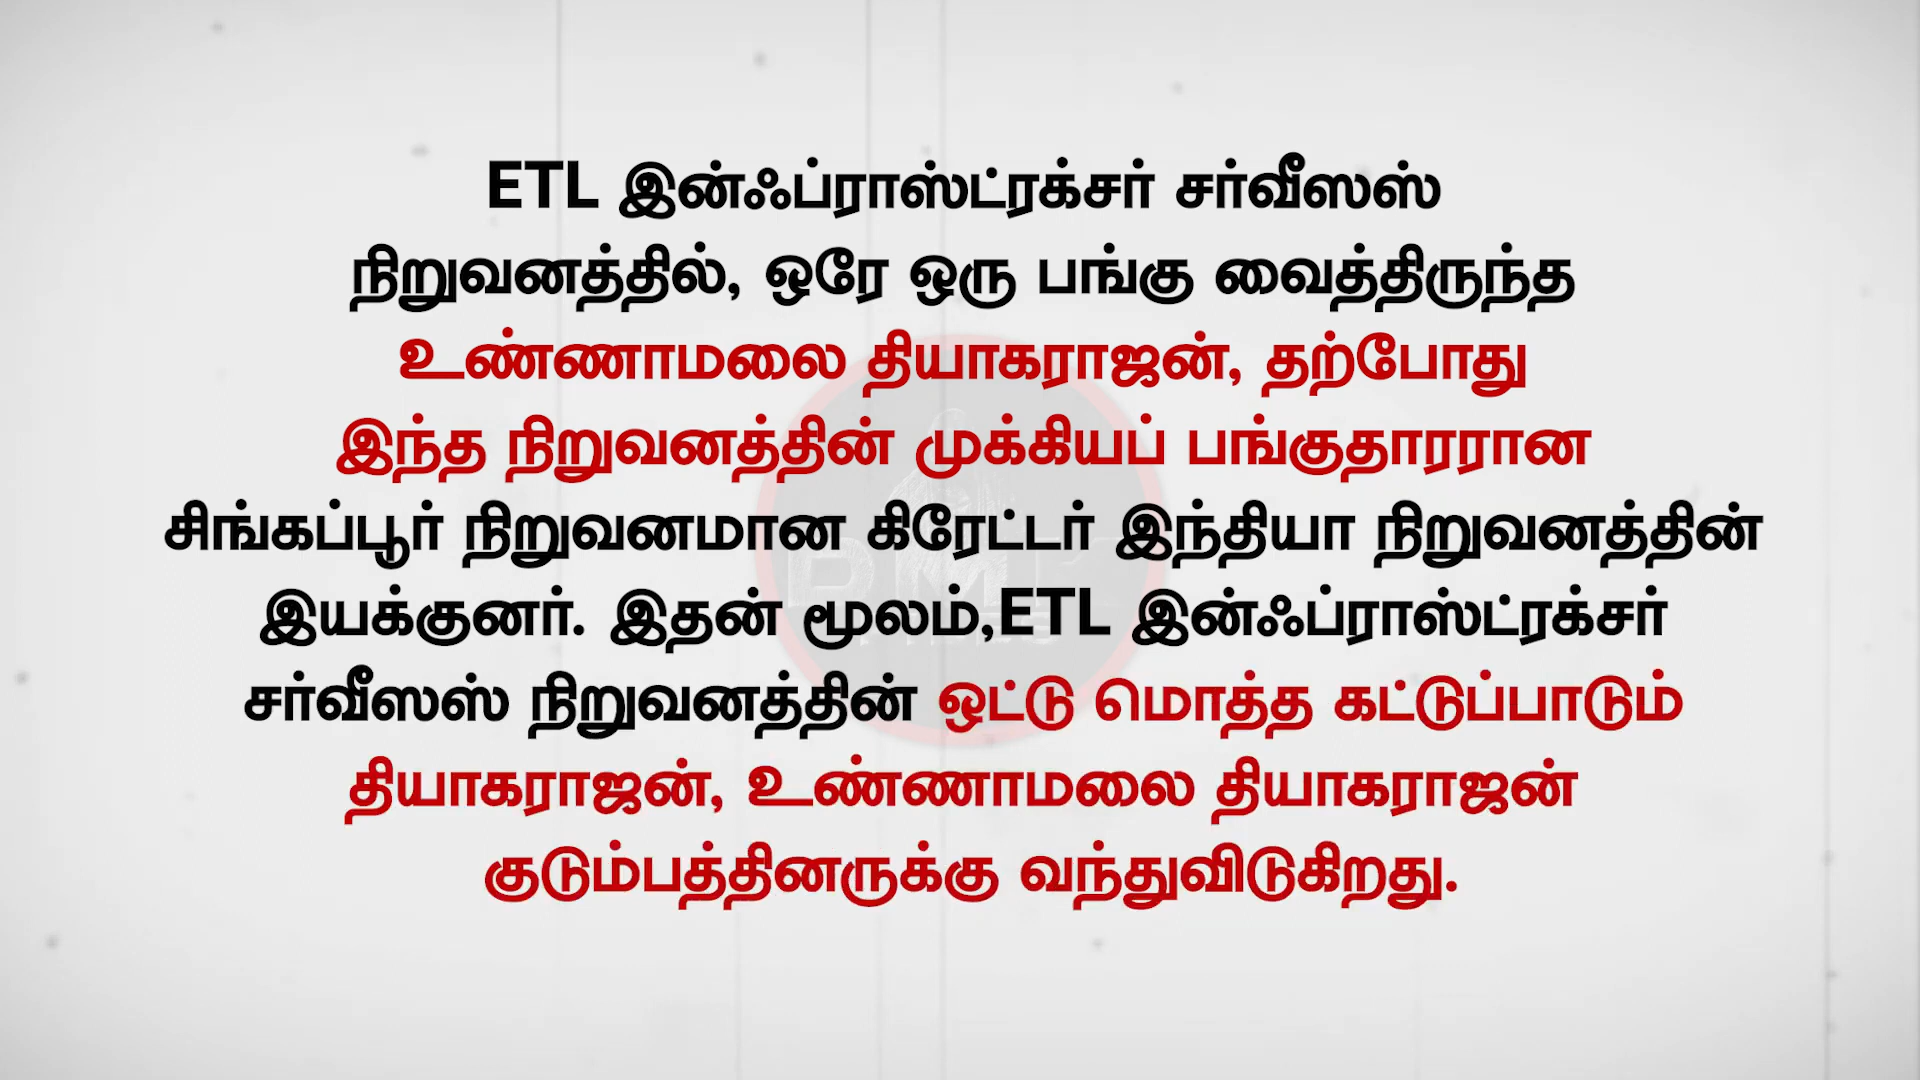 ETL இன்ஃப்ராஸ்ட்ரக்சர் சர்வீஸஸ்
நிறுவனத்தில், ஒரே ஒரு பங்கு வைத்திருந்த
உண்ணாமலை தியாகராஜன், தற்போது
இந்த நிறுவனத்தின் முக்கியப் பங்குதாரரான
சிங்கப்பூர் நிறுவனமான கிரேட்டர் இந்தியா நிறுவனத்தின்
இயக்குனர். இதன் மூலம்,ETL இன்ஃப்ராஸ்ட்ரக்சர்
சர்வீஸஸ் நிறுவனத்தின் ஒட்டு மொத்த கட்டுப்பாடும்
தியாகராஜன், உண்ணாமலை தியாகராஜன்
குடும்பத்தினருக்கு வந்துவிடுகிறது.